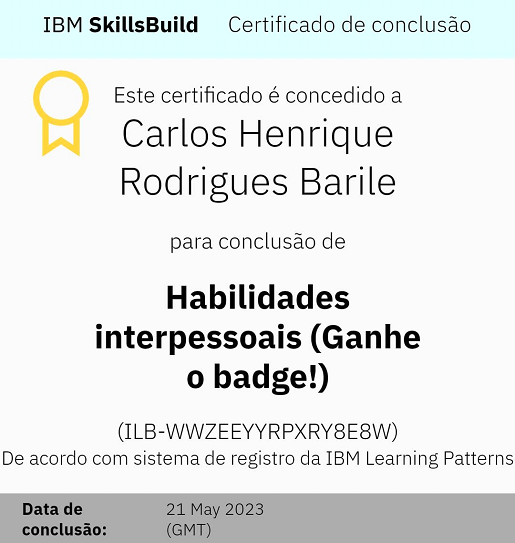 IBM SkillsBuild Certificado de conclusão
Este certificado é concedido a
Carlos Henrique
Rodrigues Barile
para conclusão de
Habilidades
interpessoais (Ganhe
o badge!)
(ILB-WWZEEYYRPXRY8E8W)
De acordo com sistema de registro da IBM Learning Patterns
Data de 21 May 2023
conclusão: (GMT)